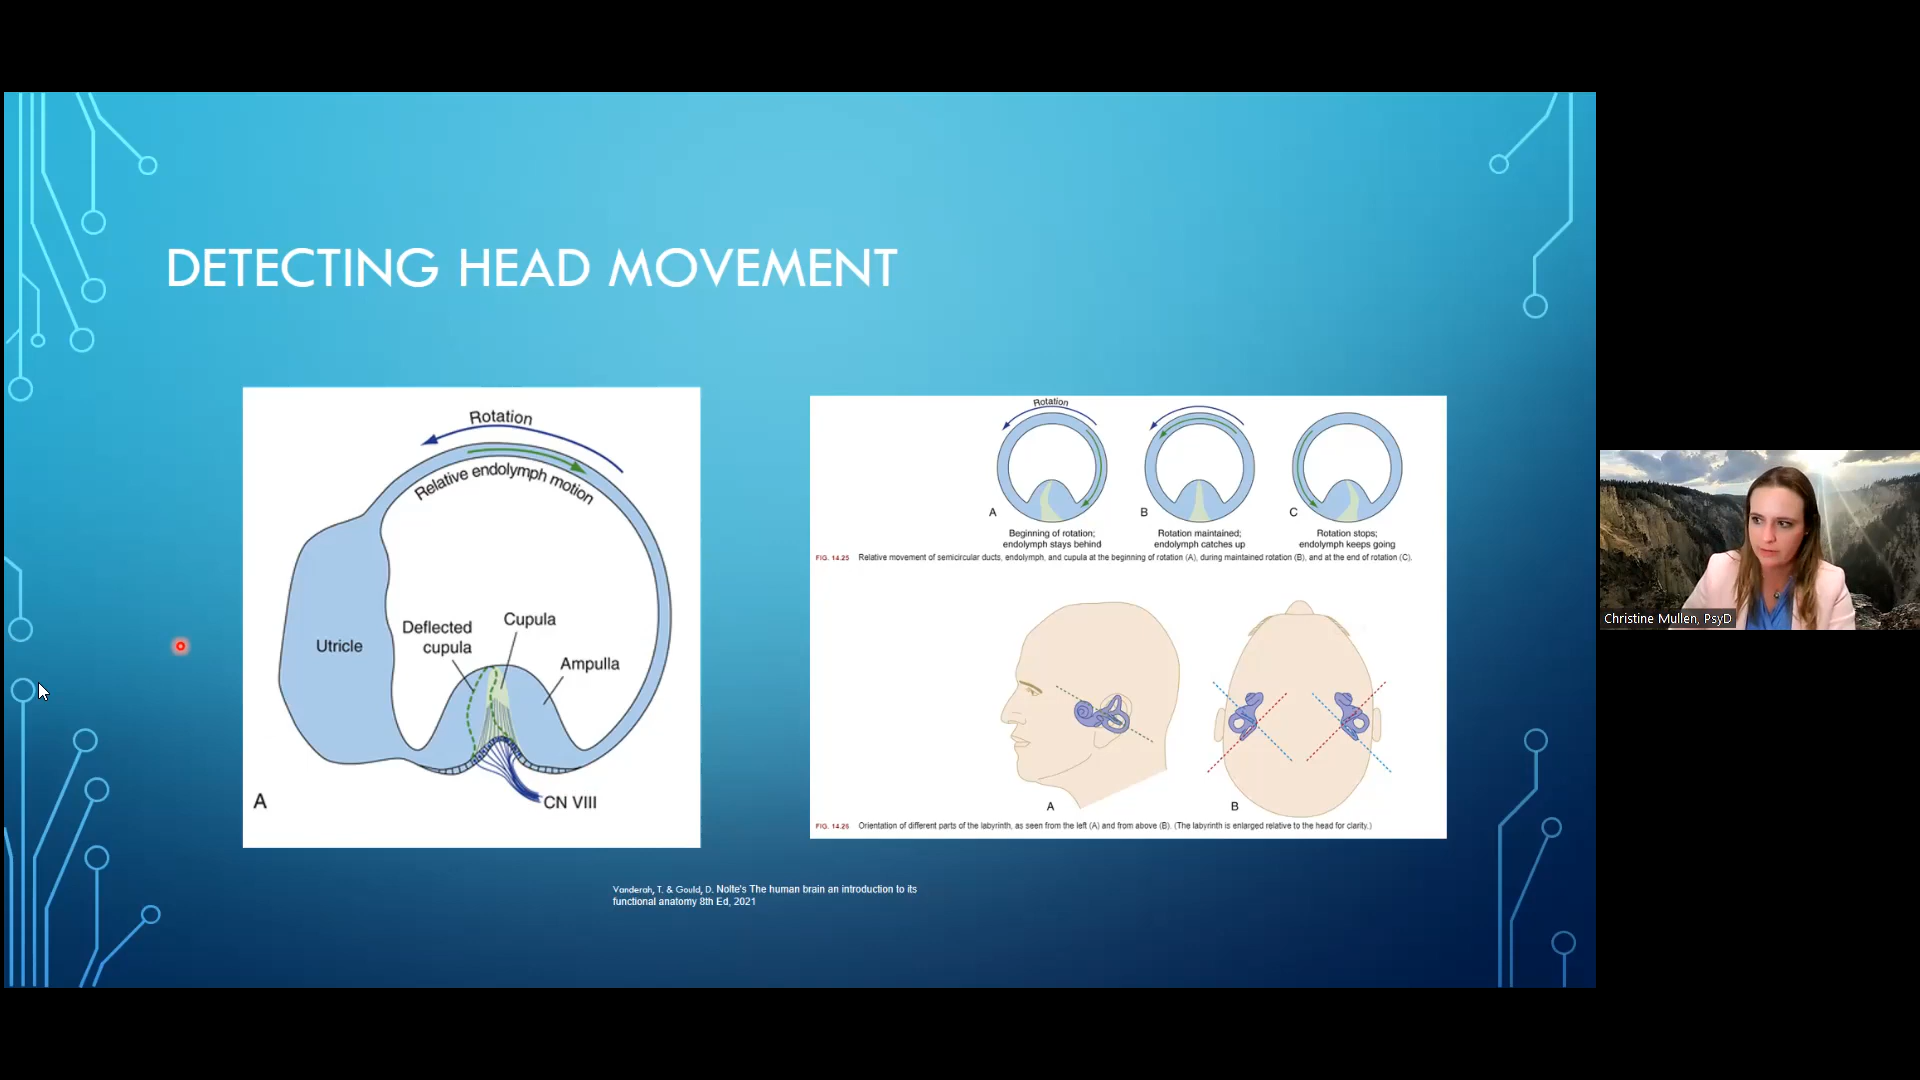 DETECTING HEAD MOVEMENT
Rotation
Relative endolymph motion
Utricle
Deflected
cupula
Cupula
Ampulla
CN VIII
A
Rotation
A
B
C
Beginning of rotation;
endolymph stays behind
Rotation maintained;
endolymph catches up
Rotation stops;
endolymph keeps going
FIG. 14.25 Relative movement of semicircular ducts, endolymph, and cupula at the beginning of rotation (A), during maintained rotation (B), and at the end of rotation (C).
A
B
FIG. 14.26 Orientation of different parts of the labyrinth, as seen from the left (A) and from above (B). (The labyrinth is enlarged relative to the head for clarity.)
Vanderah, T. & Gould, D. Nolte's The human brain an introduction to its
functional anatomy 8th Ed, 2021
Christine Mullen, PsyD